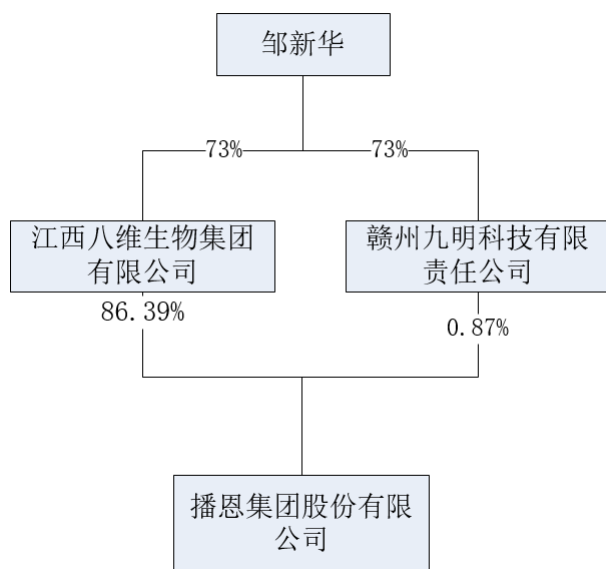 邹新华
73%
73%
江西八维生物集团
有限公司
赣州九明科技有限
责任公司
86.39%
0.87%
播恩集团股份有限
公司